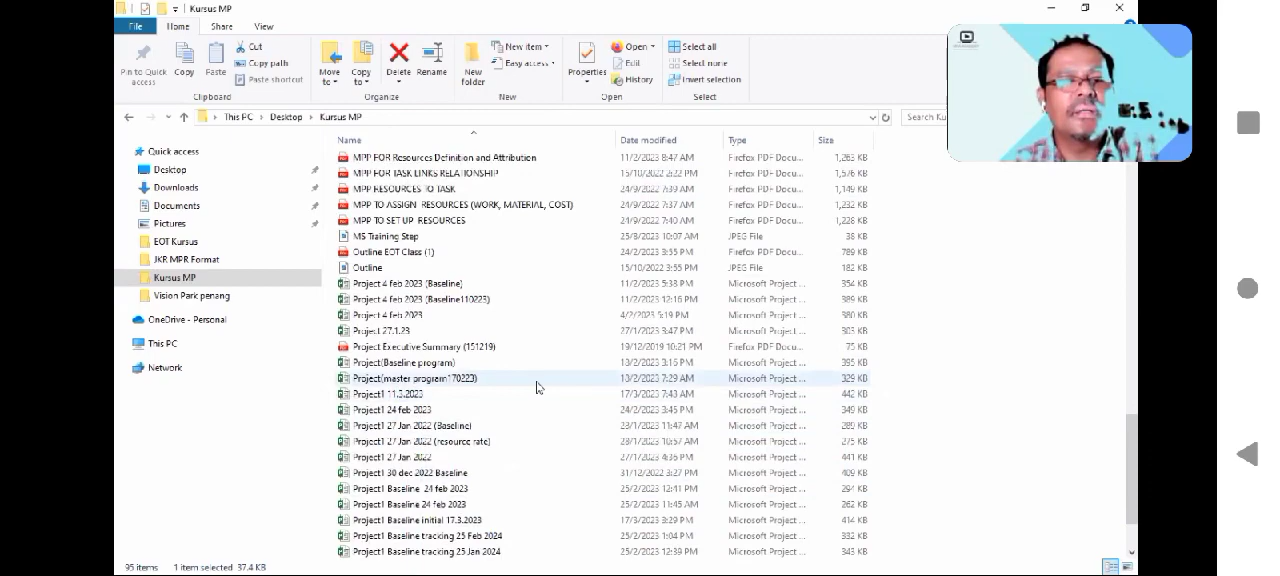 Kursus MP
File Home Share View
Pin to Quick access
Copy
Paste
Cut
Copy path
Paste shortcut
Clipboard
Move to
Copy to
Delete
Rename
Organize
New folder
New item
Easy access
New
Properties
Open
Edit
History
Open
Select all
Select none
Invert selection
Select
This PC > Desktop > Kursus MP
Search Ku
Quick access
Desktop
Downloads
Documents
Pictures
EOT Kursus
JKR MPR Format
Kursus MP
Vision Park penang
OneDrive - Personal
This PC
Network
Name Date modified Type Size
MPP FOR Resources Definition and Attribution 11/2/2023 8:47 AM Firefox PDF Docu... 1,263 KB
MPP FOR TASK LINKS RELATIONSHIP 15/10/2022 2:22 PM Firefox PDF Docu... 1,576 KB
MPP RESOURCES TO TASK 24/9/2022 7:39 AM Firefox PDF Docu... 1,149 KB
MPP TO ASSIGN RESOURCES (WORK, MATERIAL, COST) 24/9/2022 7:37 AM Firefox PDF Docu... 1,232 KB
MPP TO SET UP RESOURCES 24/9/2022 7:40 AM Firefox PDF Docu... 1,228 KB
MS Training Step 25/8/2023 10:07 AM JPEG File 38 KB
Outline EOT Class (1) 24/2/2023 3:55 PM Firefox PDF Docu... 789 KB
Outline 15/10/2022 3:55 PM JPEG File 182 KB
Project 4 feb 2023 (Baseline) 11/2/2023 5:38 PM Microsoft Project ... 354 KB
Project 4 feb 2023 (Baseline110223) 11/2/2023 12:16 PM Microsoft Project ... 389 KB
Project 4 feb 2023 4/2/2023 5:19 PM Microsoft Project ... 380 KB
Project 27.1.23 27/1/2023 3:47 PM Microsoft Project ... 303 KB
Project Executive Summary (151219) 19/12/2019 10:21 PM Firefox PDF Docu... 75 KB
Project(Baseline program) 13/2/2023 3:16 PM Microsoft Project ... 395 KB
Project(master program170223) 13/2/2023 7:29 AM Microsoft Project ... 329 KB
Project1 11.3.2023 17/3/2023 7:43 AM Microsoft Project ... 442 KB
Project1 24 feb 2023 24/2/2023 3:45 PM Microsoft Project ... 349 KB
Project1 27 Jan 2022 (Baseline) 28/1/2023 11:47 AM Microsoft Project ... 289 KB
Project1 27 Jan 2022 (resource rate) 28/1/2023 10:57 AM Microsoft Project ... 275 KB
Project1 27 Jan 2022 27/1/2023 4:36 PM Microsoft Project ... 441 KB
Project1 30 dec 2022 Baseline 31/12/2022 3:27 PM Microsoft Project ... 409 KB
Project1 Baseline 24 feb 2023 25/2/2023 12:41 PM Microsoft Project ... 294 KB
Project1 Baseline 24 feb 2023 25/2/2023 11:45 AM Microsoft Project ... 262 KB
Project1 Baseline initial 17.3.2023 17/3/2023 3:29 PM Microsoft Project ... 414 KB
Project1 Baseline tracking 25 Feb 2024 25/2/2023 1:04 PM Microsoft Project ... 332 KB
Project1 Baseline tracking 25 Jan 2024 25/2/2023 12:39 PM Microsoft Project ... 343 KB
95 items 1 item selected 37.4 KB